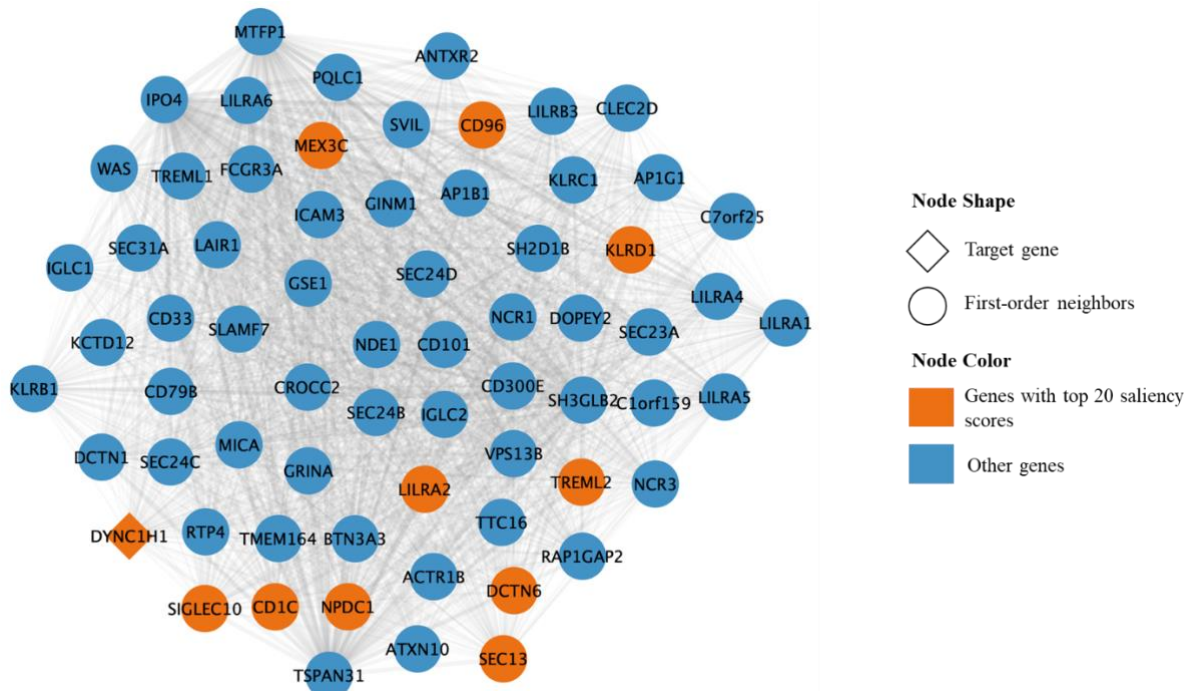 MTFP1
ANTXR2
PQLC1
IPO4
LILRA6
LILRB3
CLEC2D
SVIL
CD96
MEX3C
WAS
TREML1
FCGR3A
KLRC1
AP1G1
AP1B1
GINM1
ICAM3
C7orf25
SEC31A
LAIR1
SH2D1B
KLRD1
IGLC1
GSE1
SEC24D
LILRA4
CD33
SLAMF7
NCR1
DOPEY2
SEC23A
LILRA1
KCTD12
NDE1
CD101
KLRB1
CD79B
CROCC2
CD300E
SH3GLB2
C1orf159
LILRA5
SEC24B
IGLC2
DCTN1
SEC24C
MICA
GRINA
VPS13B
LILRA2
TREML2
NCR3
DYNC1H1
RTP4
TMEM164
BTN3A3
TTC16
RAP1GAP2
ACTR1B
DCTN6
SIGLEC10
CD1C
NPDC1
ATXN10
SEC13
TSPAN31
Node Shape
Target gene
First-order neighbors
Node Color
Genes with top 20 saliency
scores
Other genes